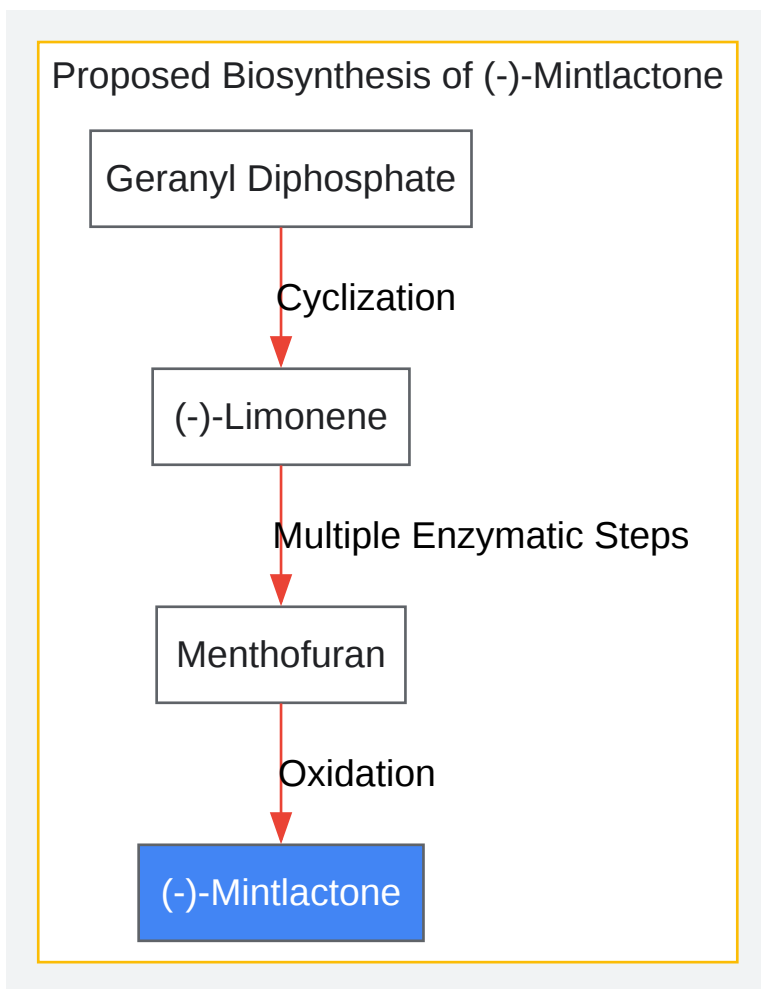 Proposed Biosynthesis of (-)-Mintlactone
Geranyl Diphosphate
Cyclization
(-)-Limonene
Multiple Enzymatic Steps
Menthofuran
Oxidation
(-)-Mintlactone